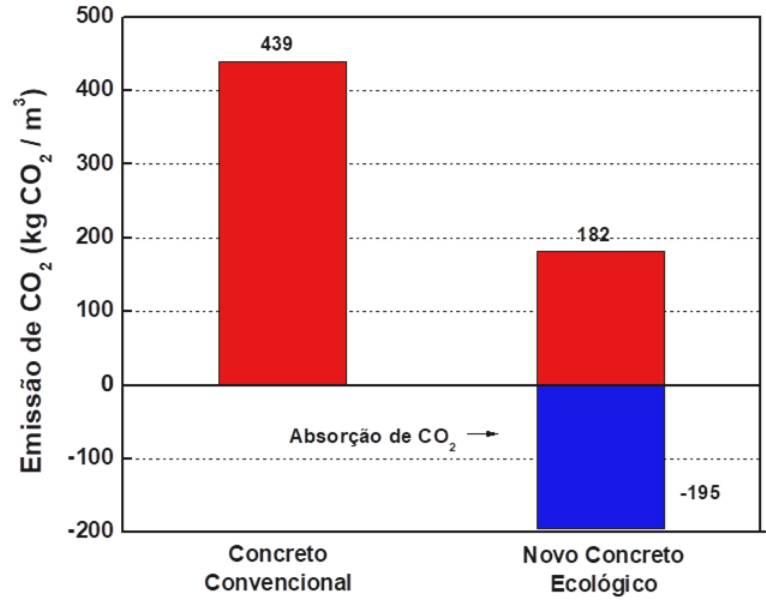 Emissão de CO₂ (kg CO₂ / m³)
500
400
300
200
100
0
-100
-200
439
182
Absorção de CO₂ →
-195
Concreto
Convencional
Novo Concreto
Ecológico